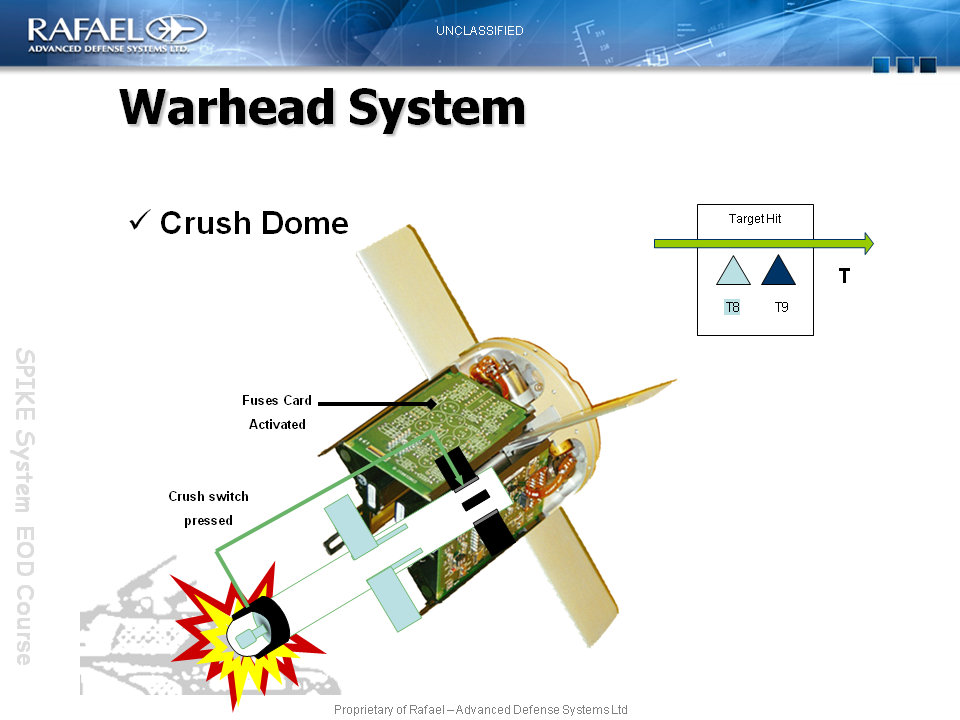 RAFAEL
ADVANCED DEFENSE SYSTEMS LTD.
UNCLASSIFIED
Warhead System
✓ Crush Dome
Target Hit
T
T8 T9
Fuses Card
Activated
Crush switch
pressed
SPIKE System EOD Course
Proprietary of Rafael – Advanced Defense Systems Ltd